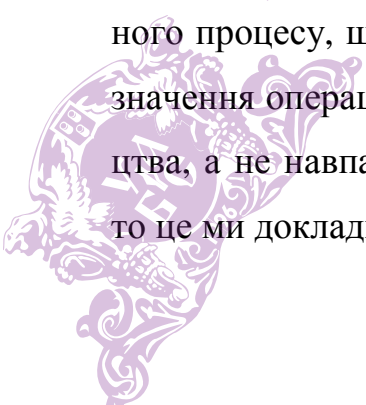 ного процесу, щ
значення операц
цтва, а не навпа
то це ми доклад